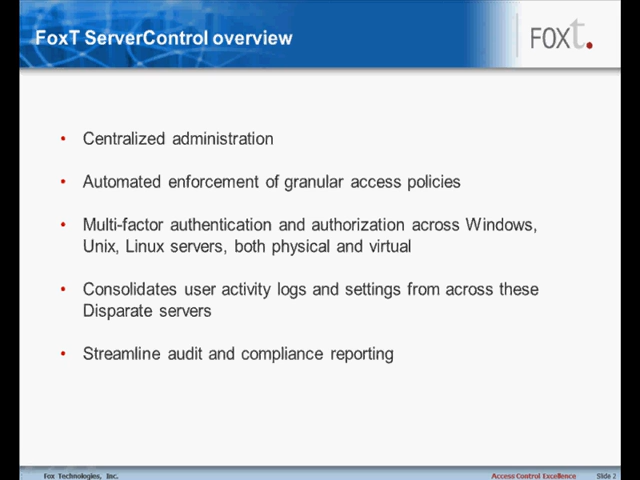 FoxT ServerControl overview
FOXt.
• Centralized administration
• Automated enforcement of granular access policies
• Multi-factor authentication and authorization across Windows,
Unix, Linux servers, both physical and virtual
• Consolidates user activity logs and settings from across these
Disparate servers
• Streamline audit and compliance reporting
Fox Technologies, Inc.
Access Control Excellence
Slide 2